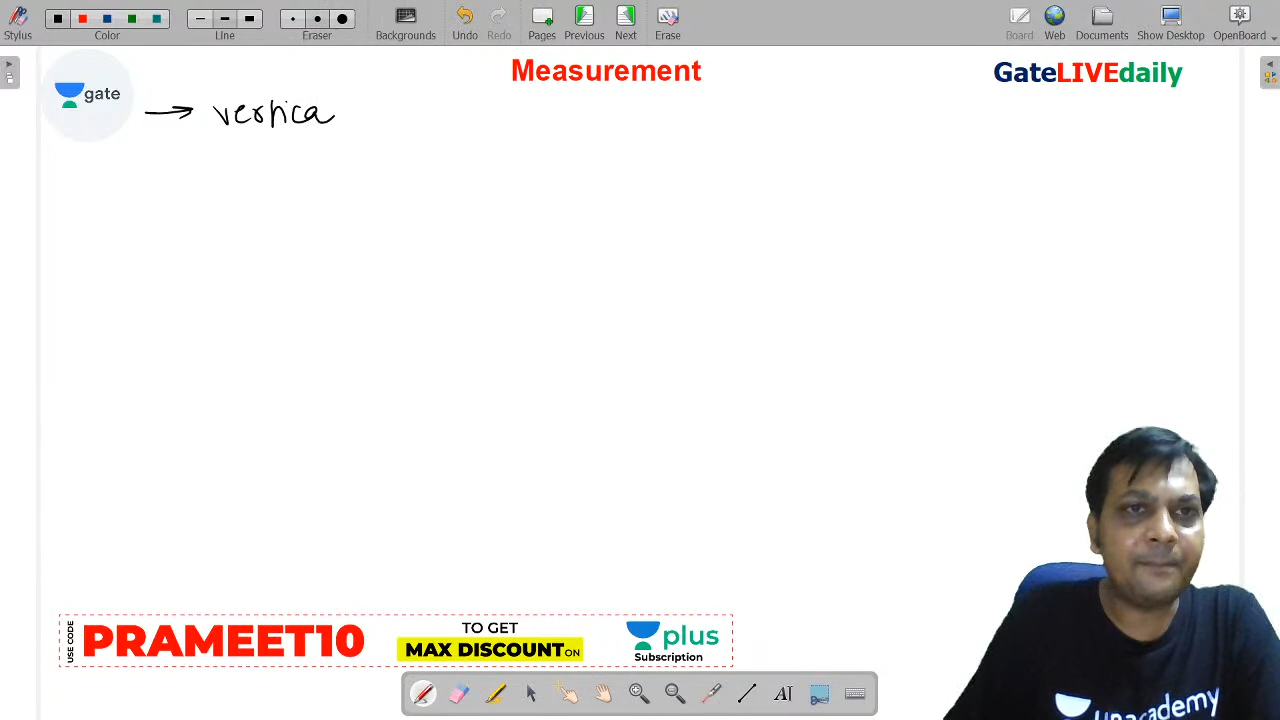 Stylus
Color
Line
Eraser
Backgrounds
Undo
Redo
Pages
Previous
Next
Erase
Board
Web
Documents
Show Desktop
OpenBoard
gate
Measurement
GateLIVEdaily
→ vertica
USE CODE
PRAMEET10
TO GET
MAX DISCOUNT ON
plus
Subscription
unacademy